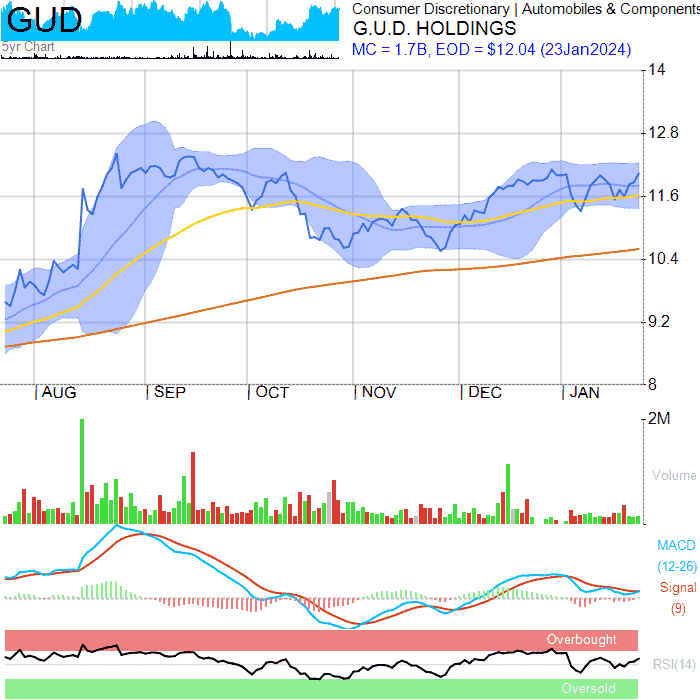 GUD
5yr Chart
Consumer Discretionary | Automobiles & Components
G.U.D. HOLDINGS
MC = 1.7B, EOD = $12.04 (23Jan2024)
14
12.8
11.6
10.4
9.2
8
AUG SEP OCT NOV DEC JAN
2M
Volume
MACD
(12-26)
Signal
(9)
Overbought
RSI(14)
Oversold